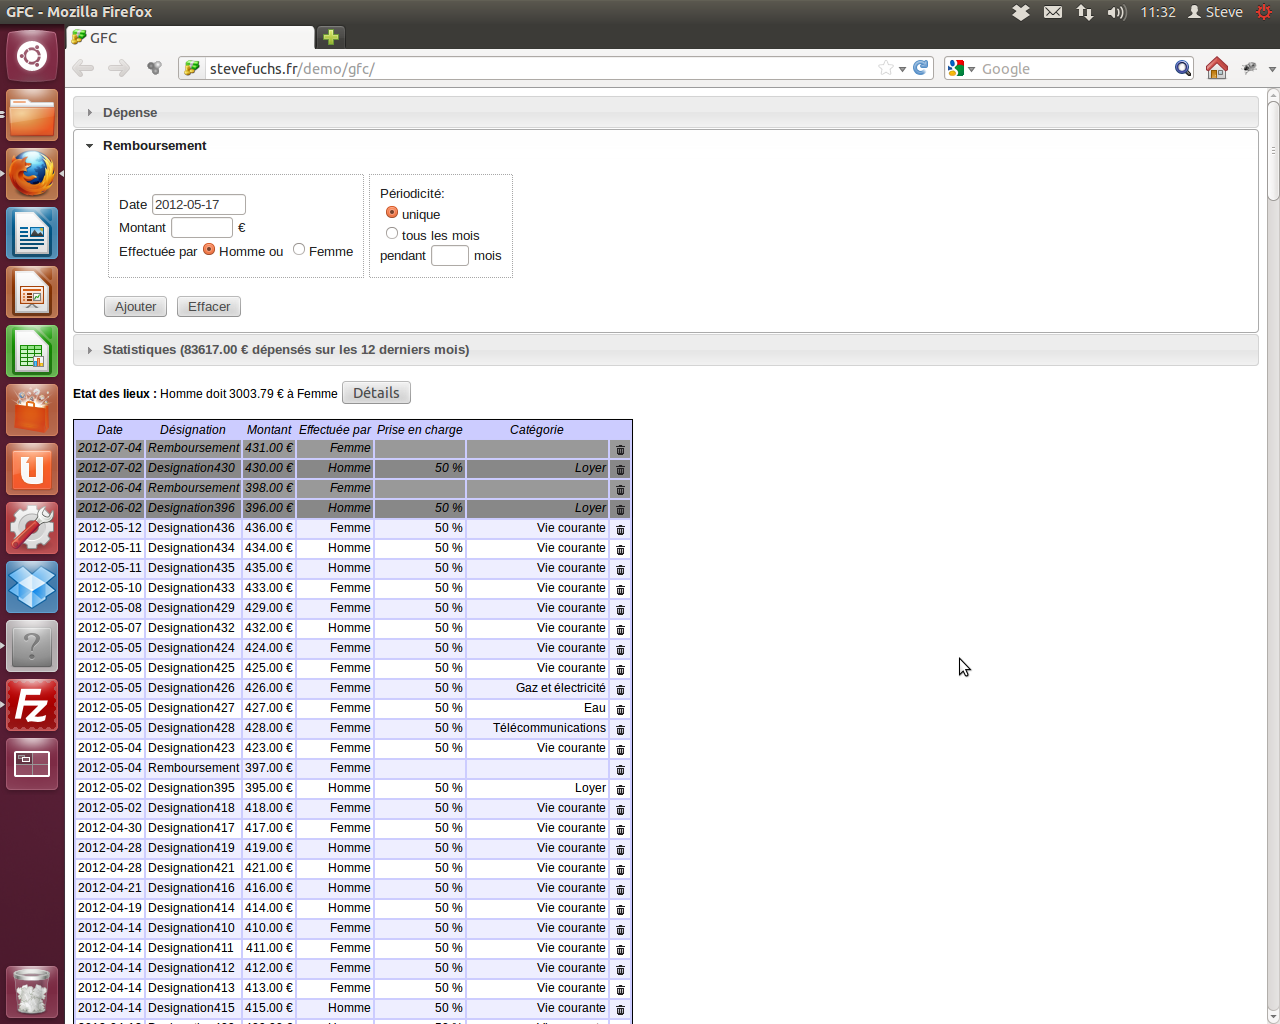 GFC - Mozilla Firefox
11:32 Steve
GFC
stevefuchs.fr/demo/gfc/
Google
Dépense
Remboursement
Date 2012-05-17
Montant €
Effectuée par Homme ou Femme
Périodicité:
unique
tous les mois
pendant mois
Ajouter Effacer
Statistiques (83617.00 € dépensés sur les 12 derniers mois)
Etat des lieux : Homme doit 3003.79 € à Femme Détails
Date Désignation Montant Effectuée par Prise en charge Catégorie
2012-07-04 Remboursement 431.00 € Femme
2012-07-02 Designation430 430.00 € Homme 50 % Loyer
2012-06-04 Remboursement 398.00 € Femme
2012-06-02 Designation396 396.00 € Homme 50 % Loyer
2012-05-12 Designation436 436.00 € Femme 50 % Vie courante
2012-05-11 Designation434 434.00 € Homme 50 % Vie courante
2012-05-11 Designation435 435.00 € Homme 50 % Vie courante
2012-05-10 Designation433 433.00 € Femme 50 % Vie courante
2012-05-08 Designation429 429.00 € Femme 50 % Vie courante
2012-05-07 Designation432 432.00 € Homme 50 % Vie courante
2012-05-05 Designation424 424.00 € Femme 50 % Vie courante
2012-05-05 Designation425 425.00 € Femme 50 % Vie courante
2012-05-05 Designation426 426.00 € Femme 50 % Gaz et électricité
2012-05-05 Designation427 427.00 € Femme 50 % Eau
2012-05-05 Designation428 428.00 € Femme 50 % Télécommunications
2012-05-04 Designation423 423.00 € Femme 50 % Vie courante
2012-05-04 Remboursement 397.00 € Femme
2012-05-02 Designation395 395.00 € Homme 50 % Loyer
2012-05-02 Designation418 418.00 € Femme 50 % Vie courante
2012-04-30 Designation417 417.00 € Femme 50 % Vie courante
2012-04-28 Designation419 419.00 € Homme 50 % Vie courante
2012-04-28 Designation421 421.00 € Homme 50 % Vie courante
2012-04-21 Designation416 416.00 € Homme 50 % Vie courante
2012-04-19 Designation414 414.00 € Homme 50 % Vie courante
2012-04-14 Designation410 410.00 € Femme 50 % Vie courante
2012-04-14 Designation411 411.00 € Femme 50 % Vie courante
2012-04-14 Designation412 412.00 € Femme 50 % Vie courante
2012-04-14 Designation413 413.00 € Femme 50 % Vie courante
2012-04-14 Designation415 415.00 € Homme 50 % Vie courante